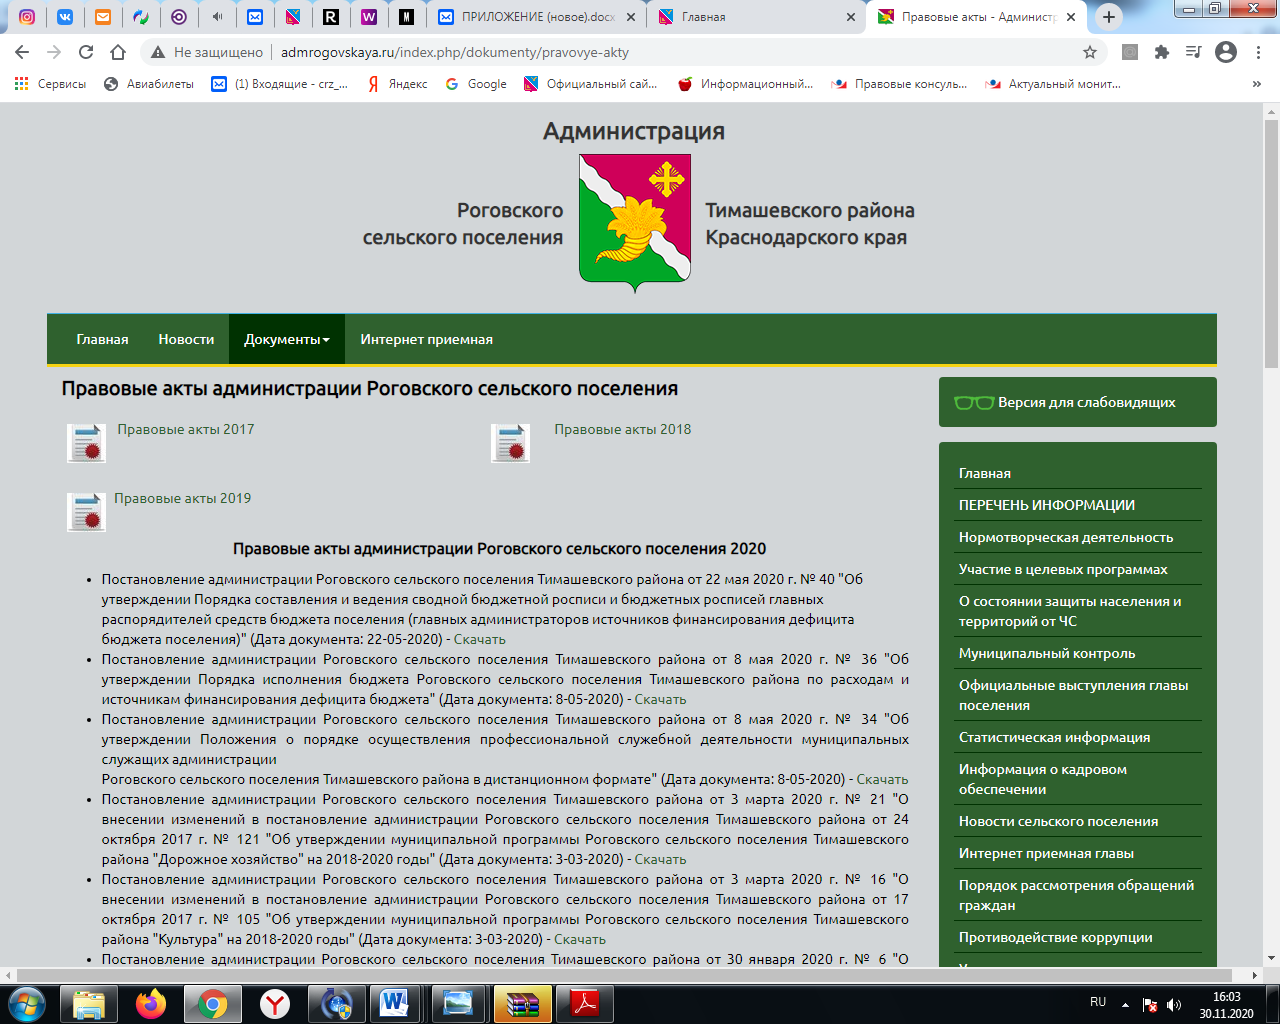 ПРИЛОЖЕНИЕ (новое).docx
Главная
Правовые акты - Администр
Не защищено
admrogovskaya.ru/index.php/dokumenty/pravovye-akty
Сервисы
Авиабилеты
(1) Входящие - crz_...
Яндекс
Google
Официальный сай...
Информационный...
Правовые консуль...
Актуальный монит...
»
Администрация
Роговского
сельского поселения
Тимашевского района
Краснодарского края
Главная
Новости
Документы
Интернет приемная
Правовые акты администрации Роговского сельского поселения
Правовые акты 2017
Правовые акты 2018
Правовые акты 2019
Правовые акты администрации Роговского сельского поселения 2020
• Постановление администрации Роговского сельского поселения Тимашевского района от 22 мая 2020 г. № 40 "Об
утверждении Порядка составления и ведения сводной бюджетной росписи и бюджетных росписей главных
распорядителей средств бюджета поселения (главных администраторов источников финансирования дефицита
бюджета поселения)" (Дата документа: 22-05-2020) - Скачать
• Постановление администрации Роговского сельского поселения Тимашевского района от 8 мая 2020 г. № 36 "Об
утверждении Порядка исполнения бюджета Роговского сельского поселения Тимашевского района по расходам и
источникам финансирования дефицита бюджета" (Дата документа: 8-05-2020) - Скачать
• Постановление администрации Роговского сельского поселения Тимашевского района от 8 мая 2020 г. № 34 "Об
утверждении Положения о порядке осуществления профессиональной служебной деятельности муниципальных
служащих администрации
Роговского сельского поселения Тимашевского района в дистанционном формате" (Дата документа: 8-05-2020) - Скачать
• Постановление администрации Роговского сельского поселения Тимашевского района от 3 марта 2020 г. № 21 "О
внесении изменений в постановление администрации Роговского сельского поселения Тимашевского района от 24
октября 2017 г. № 121 "Об утверждении муниципальной программы Роговского сельского поселения Тимашевского
района "Дорожное хозяйство" на 2018-2020 годы" (Дата документа: 3-03-2020) - Скачать
• Постановление администрации Роговского сельского поселения Тимашевского района от 3 марта 2020 г. № 16 "О
внесении изменений в постановление администрации Роговского сельского поселения Тимашевского района от 17
октября 2017 г. № 105 "Об утверждении муниципальной программы Роговского сельского поселения Тимашевского
района "Культура" на 2018-2020 годы" (Дата документа: 3-03-2020) - Скачать
• Постановление администрации Роговского сельского поселения Тимашевского района от 30 января 2020 г. № 6 "О
Версия для слабовидящих
Главная
ПЕРЕЧЕНЬ ИНФОРМАЦИИ
Нормотворческая деятельность
Участие в целевых программах
О состоянии защиты населения и
территорий от ЧС
Муниципальный контроль
Официальные выступления главы
поселения
Статистическая информация
Информация о кадровом
обеспечении
Новости сельского поселения
Интернет приемная главы
Порядок рассмотрения обращений
граждан
Противодействие коррупции
RU
16:03
30.11.2020